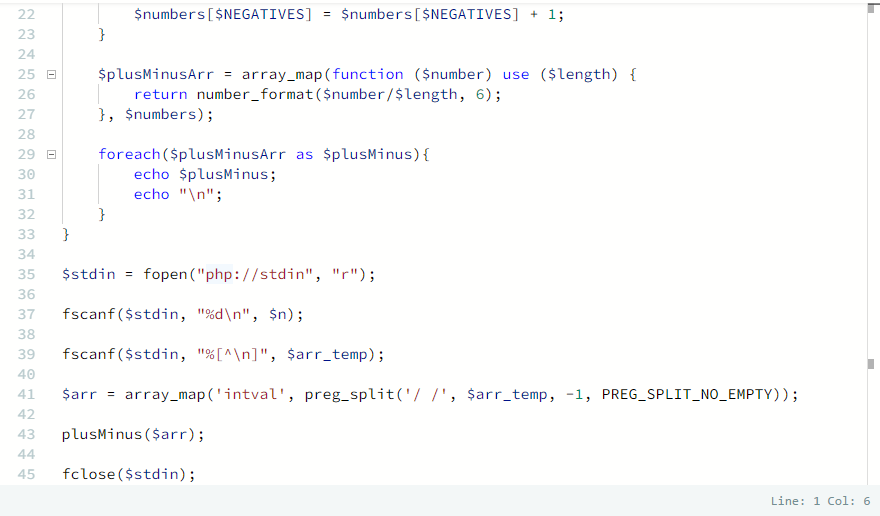 22 $numbers[$NEGATIVES] = $numbers[$NEGATIVES] + 1;
23 }
24
25 $plusMinusArr = array_map(function ($number) use ($length) {
26 return number_format($number/$length, 6);
27 }, $numbers);
28
29 foreach($plusMinusArr as $plusMinus){
30 echo $plusMinus;
31 echo "\n";
32 }
33 }
34
35 $stdin = fopen("php://stdin", "r");
36
37 fscanf($stdin, "%d\n", $n);
38
39 fscanf($stdin, "%[^\n]", $arr_temp);
40
41 $arr = array_map('intval', preg_split('/ /', $arr_temp, -1, PREG_SPLIT_NO_EMPTY));
42
43 plusMinus($arr);
44
45 fclose($stdin);
Line: 1 Col: 6